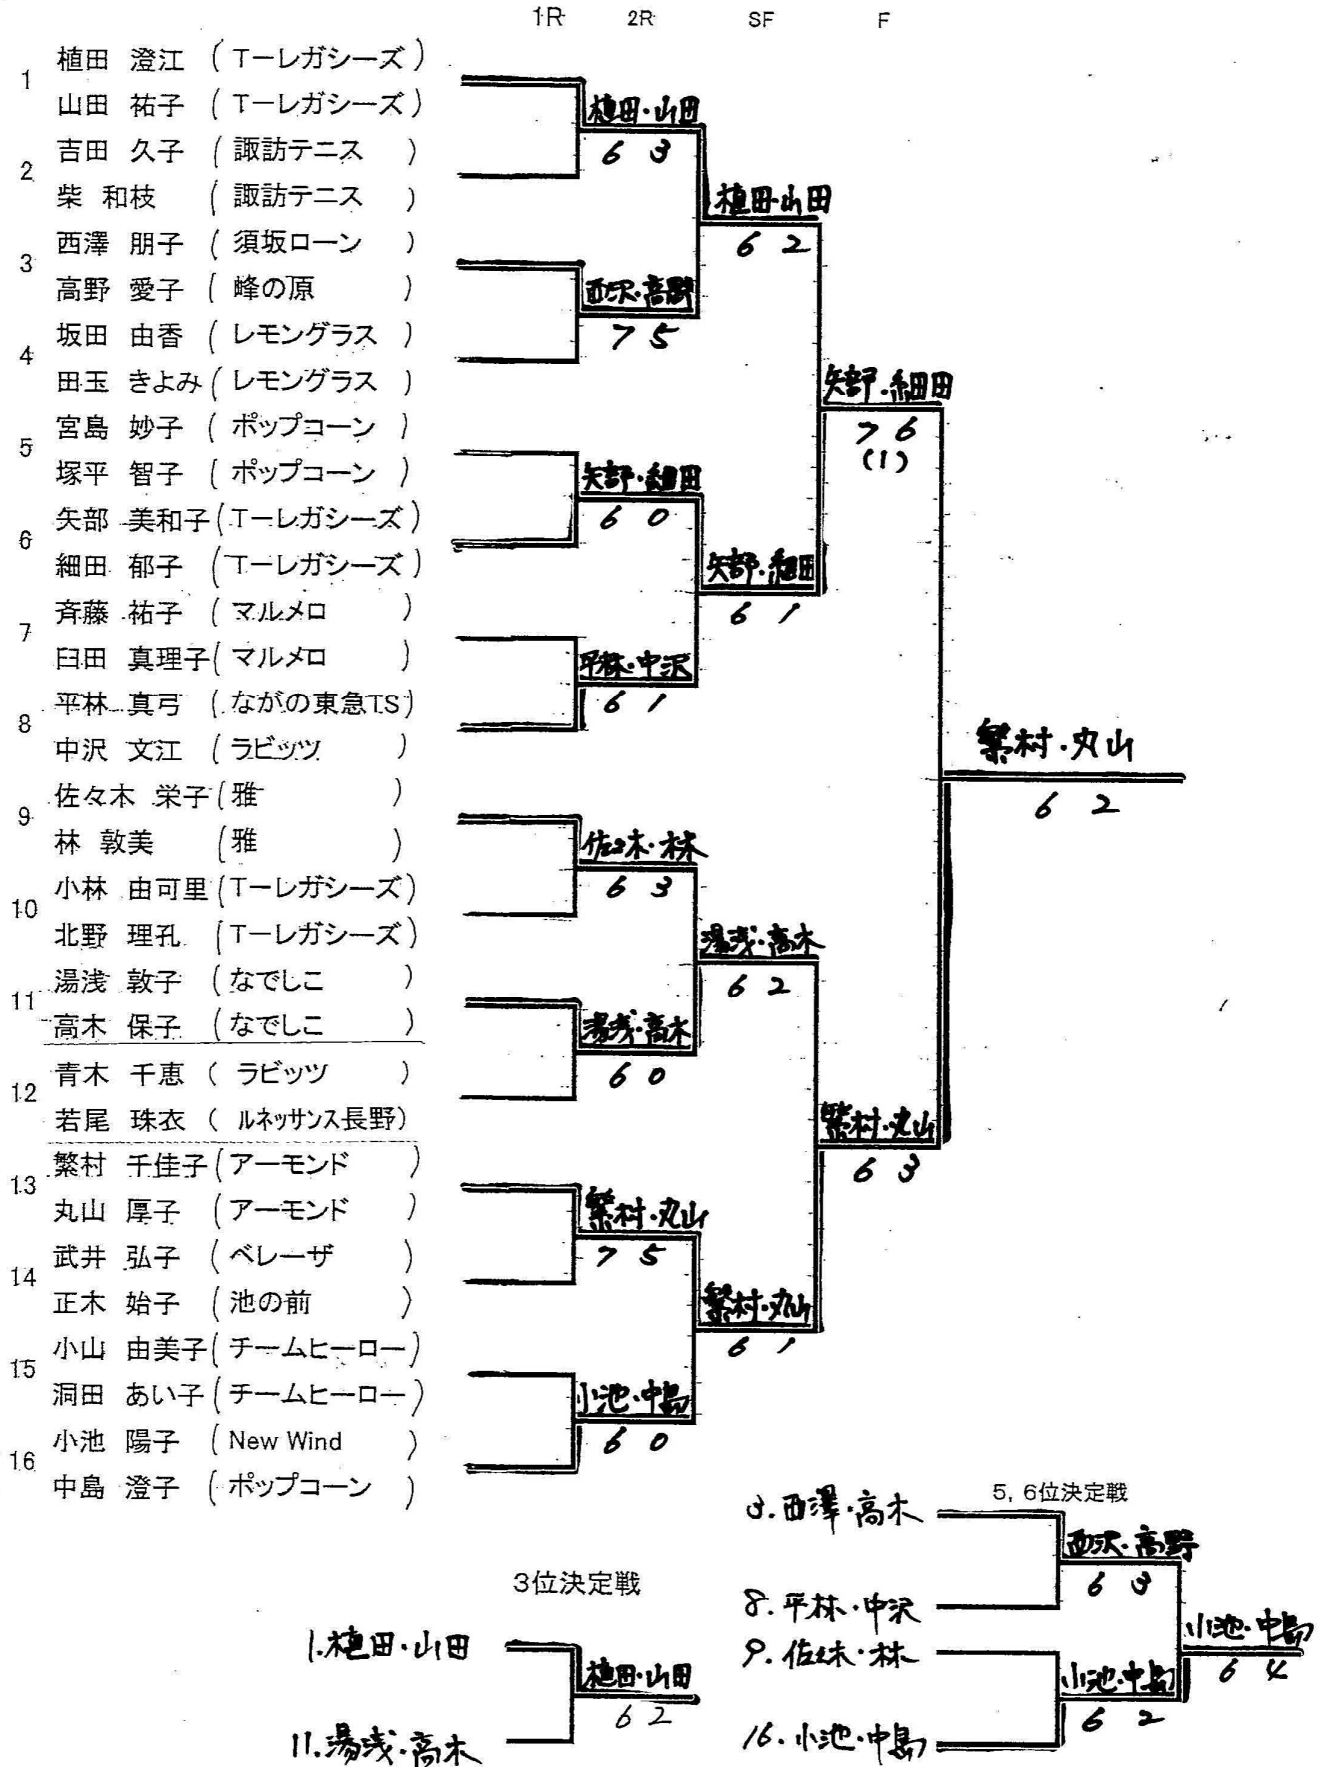 1R 2R SF F
1
植田 澄江 (T-レガシーズ)
山田 祐子 (T-レガシーズ)
2
吉田 久子 (諏訪テニス)
柴 和枝 (諏訪テニス)
3
西澤 朋子 (須坂ローン)
高野 愛子 (蜂の原)
4
坂田 由香 (レモングラス)
田玉 きよみ (レモングラス)
5
宮島 妙子 (ポップコーン)
塚平 智子 (ポップコーン)
6
矢部 美和子 (T-レガシーズ)
細田 郁子 (T-レガシーズ)
7
斉藤 祐子 (マルメロ)
臼田 真理子 (マルメロ)
8
平林 真弓 (ながの東急TS)
中沢 文江 (ラビッツ)
9
佐々木 栄子 (雅)
林 敦美 (雅)
10
小林 由可里 (T-レガシーズ)
北野 理孔 (T-レガシーズ)
11
湯浅 敦子 (なでしこ)
高木 保子 (なでしこ)
12
青木 千恵 (ラビッツ)
若尾 珠衣 (ルネッサンス長野)
13
繁村 千佳子 (アーモンド)
丸山 厚子 (アーモンド)
14
武井 弘子 (ベレーザ)
正木 始子 (池の前)
15
小山 由美子 (チームヒーロー)
洞田 あい子 (チームヒーロー)
16
小池 陽子 (New Wind)
中島 澄子 (ポップコーン)
植田・山田
6 3
西沢・高野
7 5
矢部・細田
6 0
平林・中沢
6 1
佐々木・林
6 3
湯浅・高木
6 0
繁村・丸山
7 5
小池・中島
6 0
植田・山田
6 2
矢部・細田
6 1
湯浅・高木
6 2
繁村・丸山
6 1
矢部・細田
7 6
(1)
繁村・丸山
6 3
繁村・丸山
6 2
3位決定戦
1.植田・山田
11.湯浅・高木
植田・山田
6 2
5,6位決定戦
3.西澤・高木
8.平林・中沢
9.佐々木・林
16.小池・中島
西沢・高野
6 3
小池・中島
6 2
小池・中島
6 4